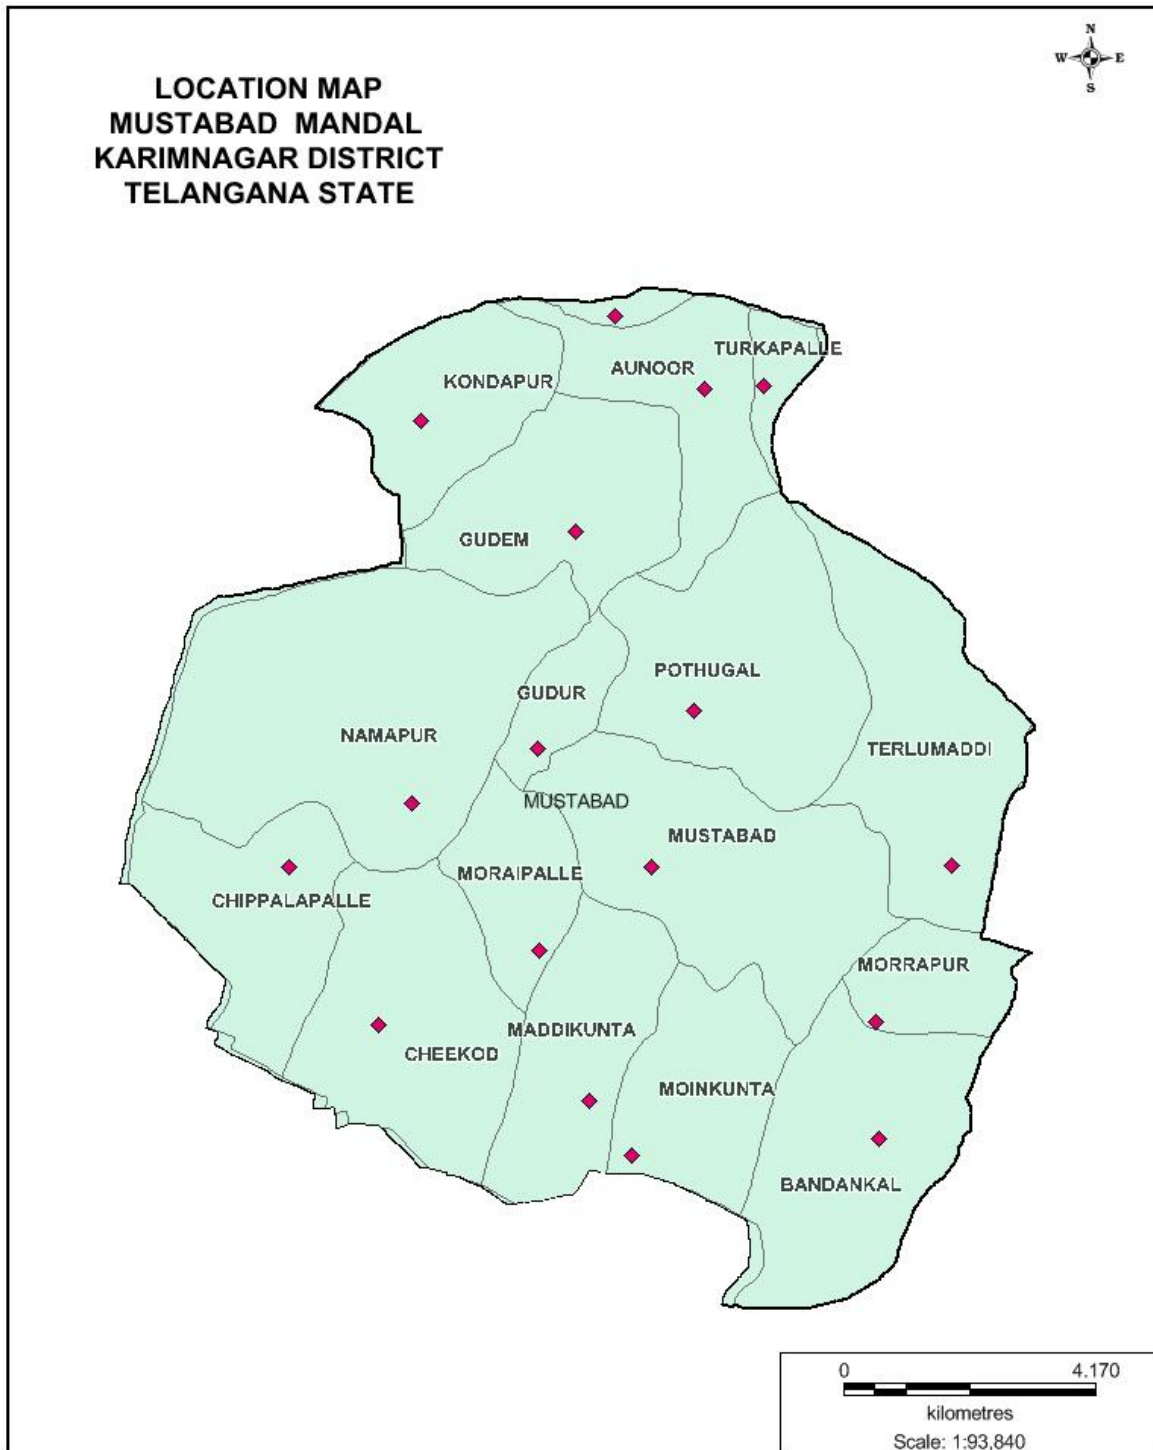 N
W E
S
LOCATION MAP
MUSTABAD MANDAL
KARIMNAGAR DISTRICT
TELANGANA STATE
TURKAPALLE
AUNOOR
KONDAPUR
GUDEM
POTHUGAL
GUDUR
NAMAPUR
TERLUMADDI
MUSTABAD
MUSTABAD
MORAIPALLE
CHIPPALAPALLE
MORRAPUR
MADDIKUNTA
CHEEKOD
MOINKUNTA
BANDANKAL
0 4.170
kilometres
Scale: 1:93,840